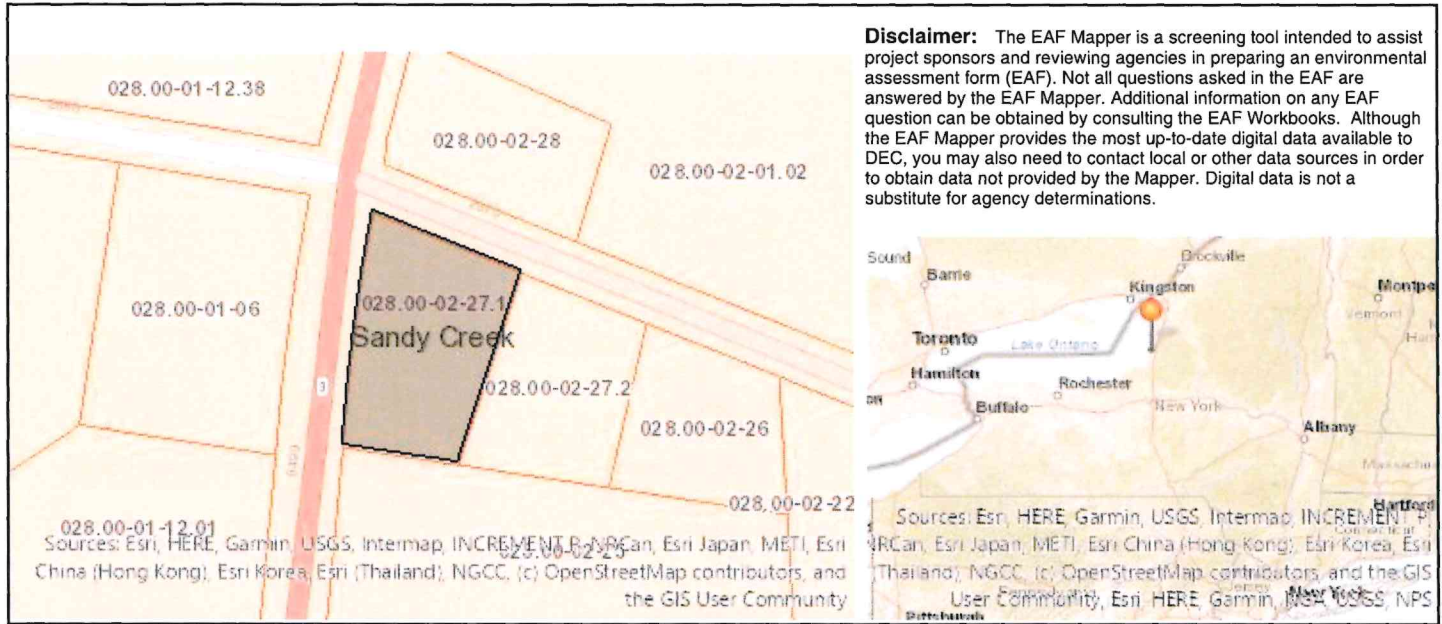 Disclaimer: The EAF Mapper is a screening tool intended to assist
project sponsors and reviewing agencies in preparing an environmental
assessment form (EAF). Not all questions asked in the EAF are
answered by the EAF Mapper. Additional information on any EAF
question can be obtained by consulting the EAF Workbooks. Although
the EAF Mapper provides the most up-to-date digital data available to
DEC, you may also need to contact local or other data sources in order
to obtain data not provided by the Mapper. Digital data is not a
substitute for agency determinations.
028.00-01-12.38
028.00-02-28
028.00-02-01.02
028.00-01-06
028.00-02-27.1
Sandy Creek
3
028.00-02-27.2
028.00-02-26
028.00-02-22
028.00-01-12.01
Sources: Esri, HERE, Garmin, USGS, Intermap, INCREMENT P, NRCan, Esri Japan, METI, Esri
China (Hong Kong), Esri Korea, Esri (Thailand), NGCC, (c) OpenStreetMap contributors, and
the GIS User Community
Sound
Barrie
Brockville
Kingston
Montpe
Vermont
Toronto
Lake Ontario
Hamilton
Rochester
Buffalo
New York
Albany
Massachus
Hartford
Connecticut
Sources: Esri, HERE, Garmin, USGS, Intermap, INCREMENT P,
NRCan, Esri Japan, METI, Esri China (Hong Kong), Esri Korea, Esri
(Thailand), NGCC, (c) OpenStreetMap contributors, and the GIS
User Community, Esri, HERE, Garmin, NGA, USGS, NPS
New York
Pittsburgh